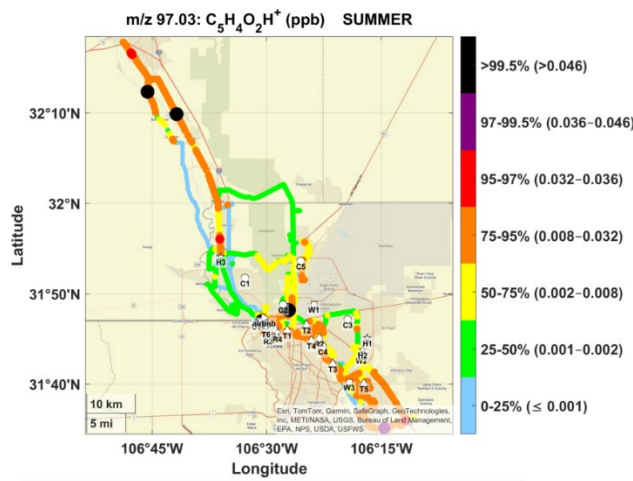 m/z 97.03: C5H4O2H+ (ppb) SUMMER
>99.5% (>0.046)
97-99.5% (0.036-0.046)
95-97% (0.032-0.036)
75-95% (0.008-0.032)
50-75% (0.002-0.008)
25-50% (0.001-0.002)
0-25% (≤ 0.001)
Latitude
32°10'N
32°N
31°50'N
31°40'N
H3
C1
C5
C2
W1
airbnb
C3
T6
R4
T1
T2
T4
C4
H1
H2
W2
T3
W3
T5
10 km
5 mi
Esri, TomTom, Garmin, SafeGraph, GeoTechnologies,
Inc, METI/NASA, USGS, Bureau of Land Management,
EPA, NPS, USDA, USFWS
106°45'W
106°30'W
106°15'W
Longitude